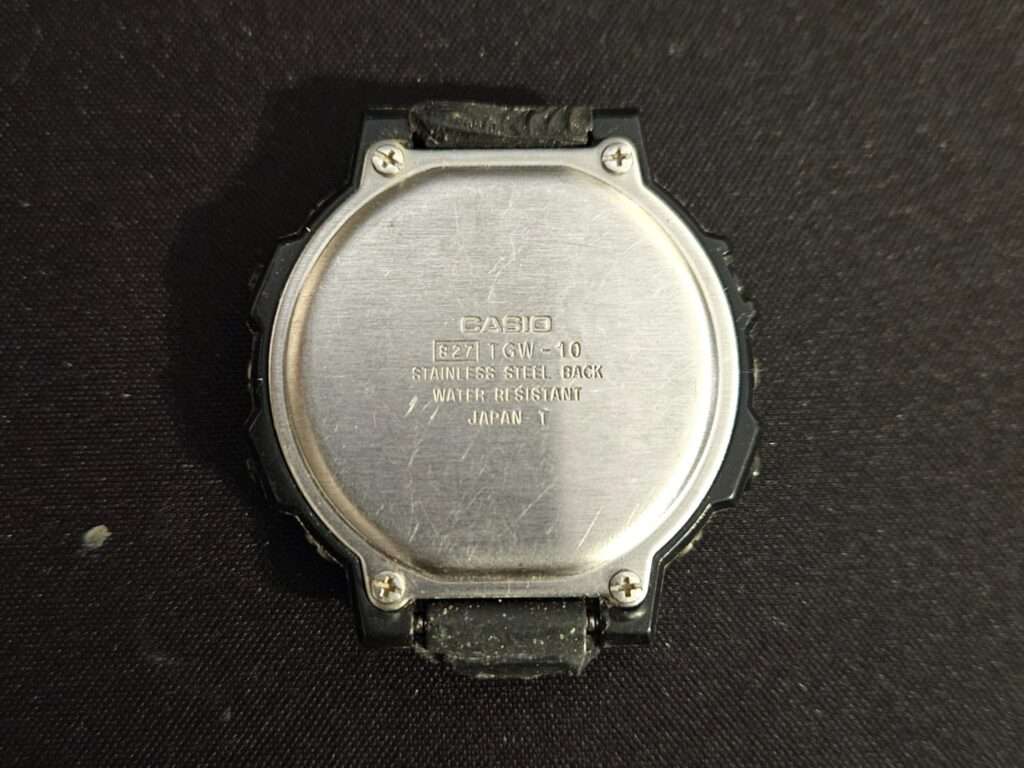 CASIO
827 TGW-10
STAINLESS STEEL BACK
WATER RESISTANT
JAPAN T